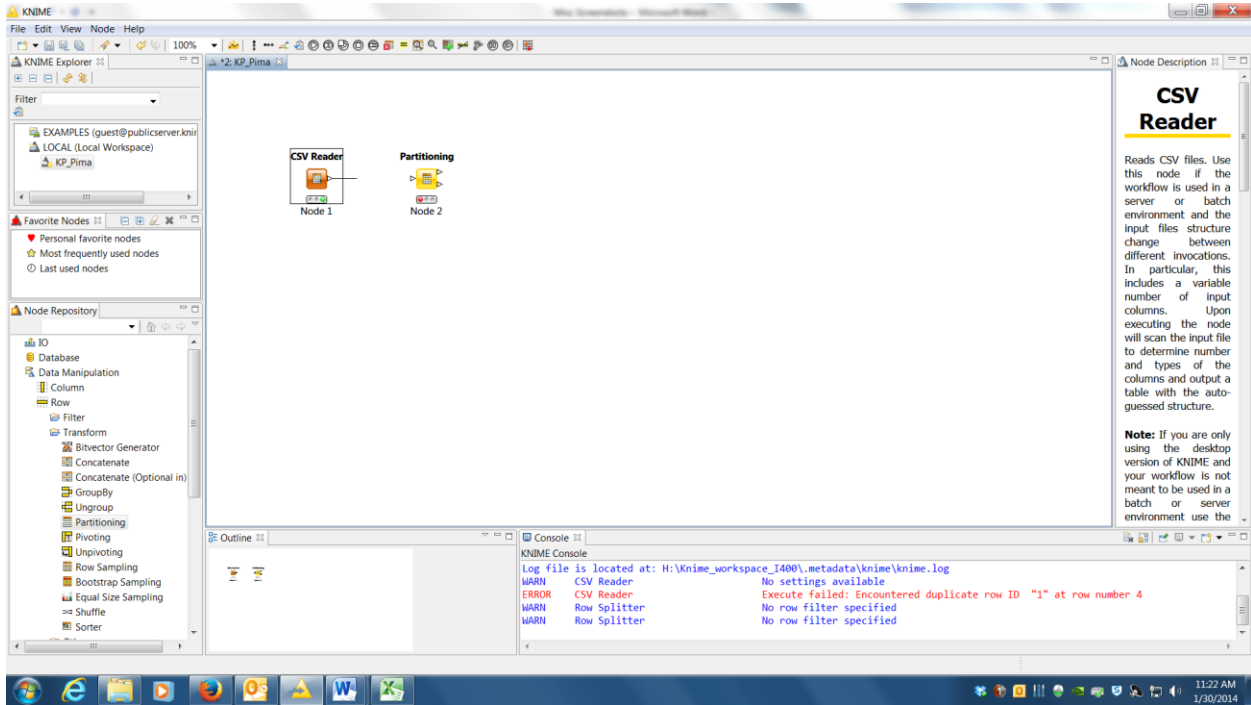 KNIME
Misc Screenshots - Microsoft Word
File Edit View Node Help
100%
KNIME Explorer
*2: KP_Pima
Node Description
Filter
EXAMPLES (guest@publicserver.knir
LOCAL (Local Workspace)
KP_Pima
Favorite Nodes
Personal favorite nodes
Most frequently used nodes
Last used nodes
Node Repository
IO
Database
Data Manipulation
Column
Row
Filter
Transform
Bitvector Generator
Concatenate
Concatenate (Optional in)
GroupBy
Ungroup
Partitioning
Pivoting
Unpivoting
Row Sampling
Bootstrap Sampling
Equal Size Sampling
Shuffle
Sorter
CSV Reader
Node 1
Partitioning
Node 2
CSV
Reader
Reads CSV files. Use
this node if the
workflow is used in a
server or batch
environment and the
input files structure
change between
different invocations.
In particular, this
includes a variable
number of input
columns. Upon
executing the node
will scan the input file
to determine number
and types of the
columns and output a
table with the auto-
guessed structure.
Note: If you are only
using the desktop
version of KNIME and
your workflow is not
meant to be used in a
batch or server
environment use the
Outline
Console
KNIME Console
Log file is located at: H:\Knime_workspace_I400\.metadata\knime\knime.log
WARN CSV Reader No settings available
ERROR CSV Reader Execute failed: Encountered duplicate row ID "1" at row number 4
WARN Row Splitter No row filter specified
WARN Row Splitter No row filter specified
11:22 AM
1/30/2014